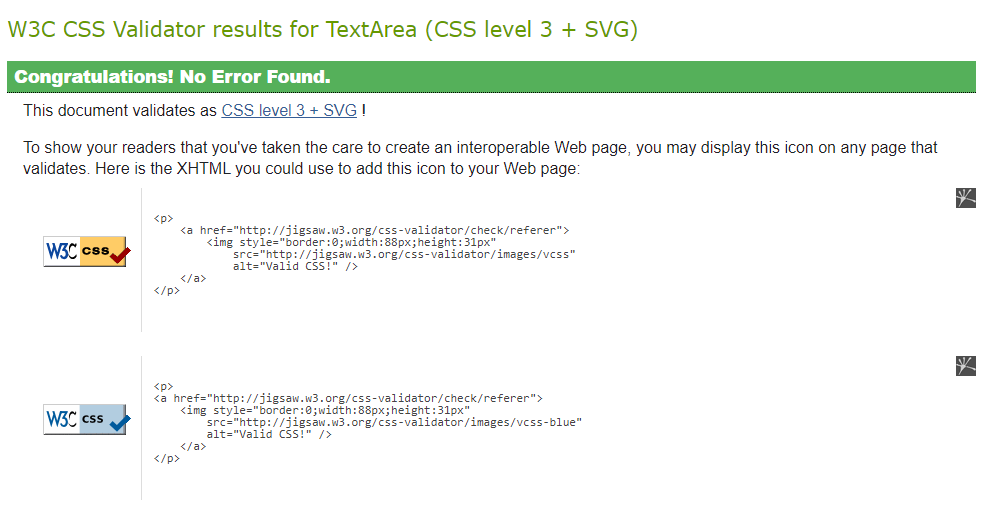 W3C CSS Validator results for TextArea (CSS level 3 + SVG)
Congratulations! No Error Found.
This document validates as CSS level 3 + SVG !
To show your readers that you've taken the care to create an interoperable Web page, you may display this icon on any page that
validates. Here is the XHTML you could use to add this icon to your Web page:
W3C css
<p>
    <a href="http://jigsaw.w3.org/css-validator/check/referer">
        <img style="border:0;width:88px;height:31px"
            src="http://jigsaw.w3.org/css-validator/images/vcss"
            alt="Valid CSS!" />
    </a>
</p>
W3C css
<p>
<a href="http://jigsaw.w3.org/css-validator/check/referer">
    <img style="border:0;width:88px;height:31px"
        src="http://jigsaw.w3.org/css-validator/images/vcss-blue"
        alt="Valid CSS!" />
    </a>
</p>